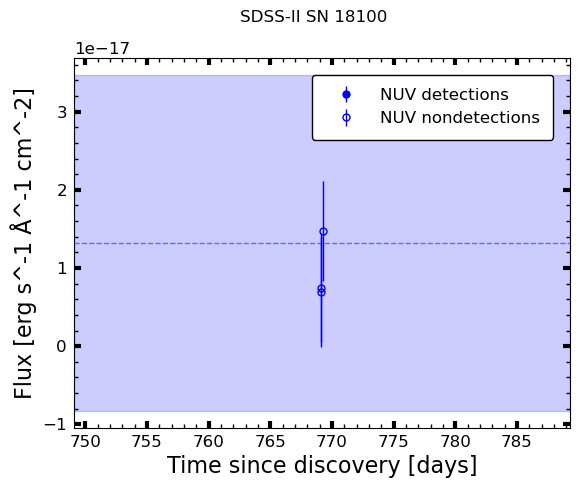 SDSS-II SN 18100
1e−17
NUV detections
NUV nondetections
3
2
1
0
−1
Flux [erg s^-1 Å^-1 cm^-2]
750 755 760 765 770 775 780 785
Time since discovery [days]